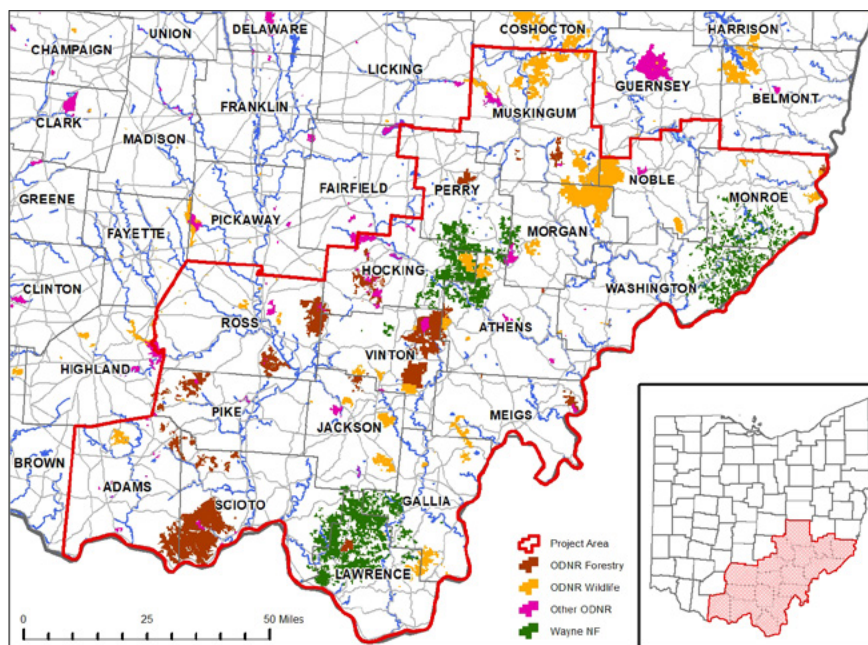 UNION
DELAWARE
COSHOCTON
HARRISON
CHAMPAIGN
LICKING
GUERNSEY
BELMONT
FRANKLIN
MUSKINGUM
CLARK
MADISON
FAIRFIELD
PERRY
NOBLE
MONROE
GREENE
PICKAWAY
FAYETTE
MORGAN
HOCKING
WASHINGTON
CLINTON
ROSS
ATHENS
VINTON
HIGHLAND
PIKE
MEIGS
JACKSON
BROWN
ADAMS
SCIOTO
GALLIA
LAWRENCE
Project Area
ODNR Forestry
ODNR Wildlife
Other ODNR
Wayne NF
0 25 50 Miles